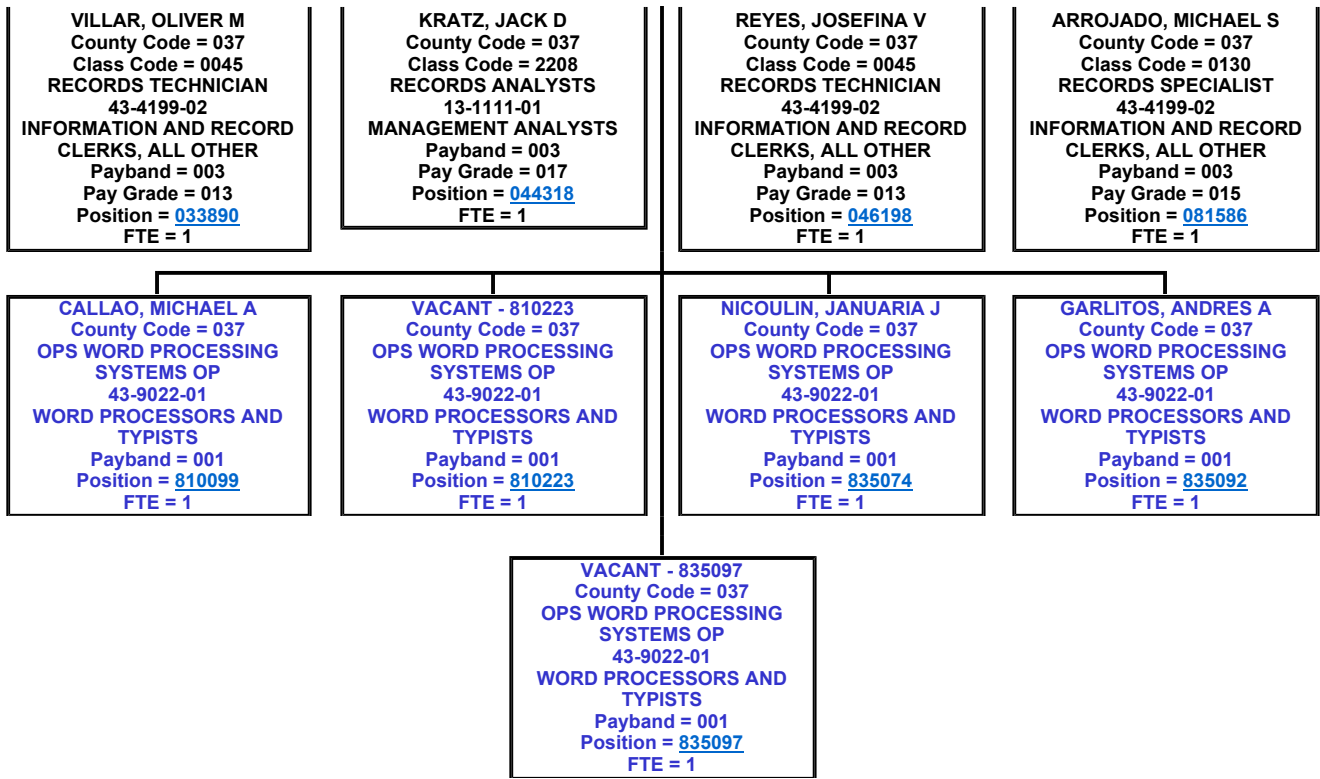 VILLAR, OLIVER M
County Code = 037
Class Code = 0045
RECORDS TECHNICIAN
43-4199-02
INFORMATION AND RECORD
CLERKS, ALL OTHER
Payband = 003
Pay Grade = 013
Position = 033890
FTE = 1
KRATZ, JACK D
County Code = 037
Class Code = 2208
RECORDS ANALYSTS
13-1111-01
MANAGEMENT ANALYSTS
Payband = 003
Pay Grade = 017
Position = 044318
FTE = 1
REYES, JOSEFINA V
County Code = 037
Class Code = 0045
RECORDS TECHNICIAN
43-4199-02
INFORMATION AND RECORD
CLERKS, ALL OTHER
Payband = 003
Pay Grade = 013
Position = 046198
FTE = 1
ARROJADO, MICHAEL S
County Code = 037
Class Code = 0130
RECORDS SPECIALIST
43-4199-02
INFORMATION AND RECORD
CLERKS, ALL OTHER
Payband = 003
Pay Grade = 015
Position = 081586
FTE = 1
CALLAO, MICHAEL A
County Code = 037
OPS WORD PROCESSING
SYSTEMS OP
43-9022-01
WORD PROCESSORS AND
TYPISTS
Payband = 001
Position = 810099
FTE = 1
VACANT - 810223
County Code = 037
OPS WORD PROCESSING
SYSTEMS OP
43-9022-01
WORD PROCESSORS AND
TYPISTS
Payband = 001
Position = 810223
FTE = 1
NICOULIN, JANUARIA J
County Code = 037
OPS WORD PROCESSING
SYSTEMS OP
43-9022-01
WORD PROCESSORS AND
TYPISTS
Payband = 001
Position = 835074
FTE = 1
GARLITOS, ANDRES A
County Code = 037
OPS WORD PROCESSING
SYSTEMS OP
43-9022-01
WORD PROCESSORS AND
TYPISTS
Payband = 001
Position = 835092
FTE = 1
VACANT - 835097
County Code = 037
OPS WORD PROCESSING
SYSTEMS OP
43-9022-01
WORD PROCESSORS AND
TYPISTS
Payband = 001
Position = 835097
FTE = 1